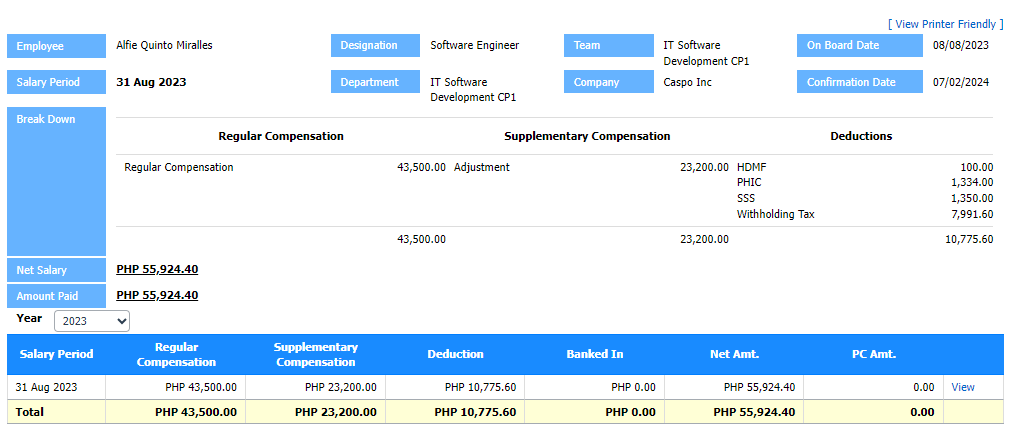 [ View Printer Friendly ]
Employee Alfie Quinto Miralles Designation Software Engineer Team IT Software Development CP1 On Board Date 08/08/2023
Salary Period 31 Aug 2023 Department IT Software Development CP1 Company Caspo Inc Confirmation Date 07/02/2024
Break Down
Regular Compensation Supplementary Compensation Deductions
Regular Compensation 43,500.00 Adjustment 23,200.00 HDMF 100.00
PHIC 1,334.00
SSS 1,350.00
Withholding Tax 7,991.60
43,500.00 23,200.00 10,775.60
Net Salary PHP 55,924.40
Amount Paid PHP 55,924.40
Year 2023
Salary Period Regular Compensation Supplementary Compensation Deduction Banked In Net Amt. PC Amt.
31 Aug 2023 PHP 43,500.00 PHP 23,200.00 PHP 10,775.60 PHP 0.00 PHP 55,924.40 0.00 View
Total PHP 43,500.00 PHP 23,200.00 PHP 10,775.60 PHP 0.00 PHP 55,924.40 0.00